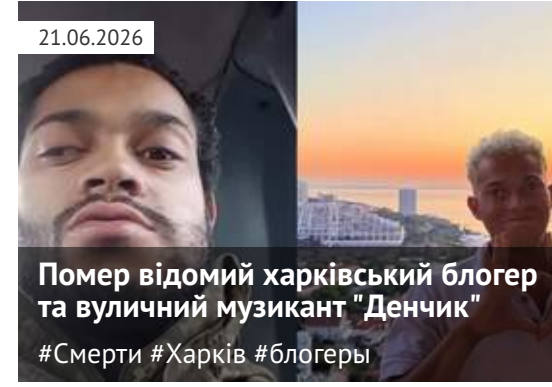 21.06.2026
Помер відомий харківський блогер
та вуличний музикант "Денчик"
#Смерти #Харків #блогеры